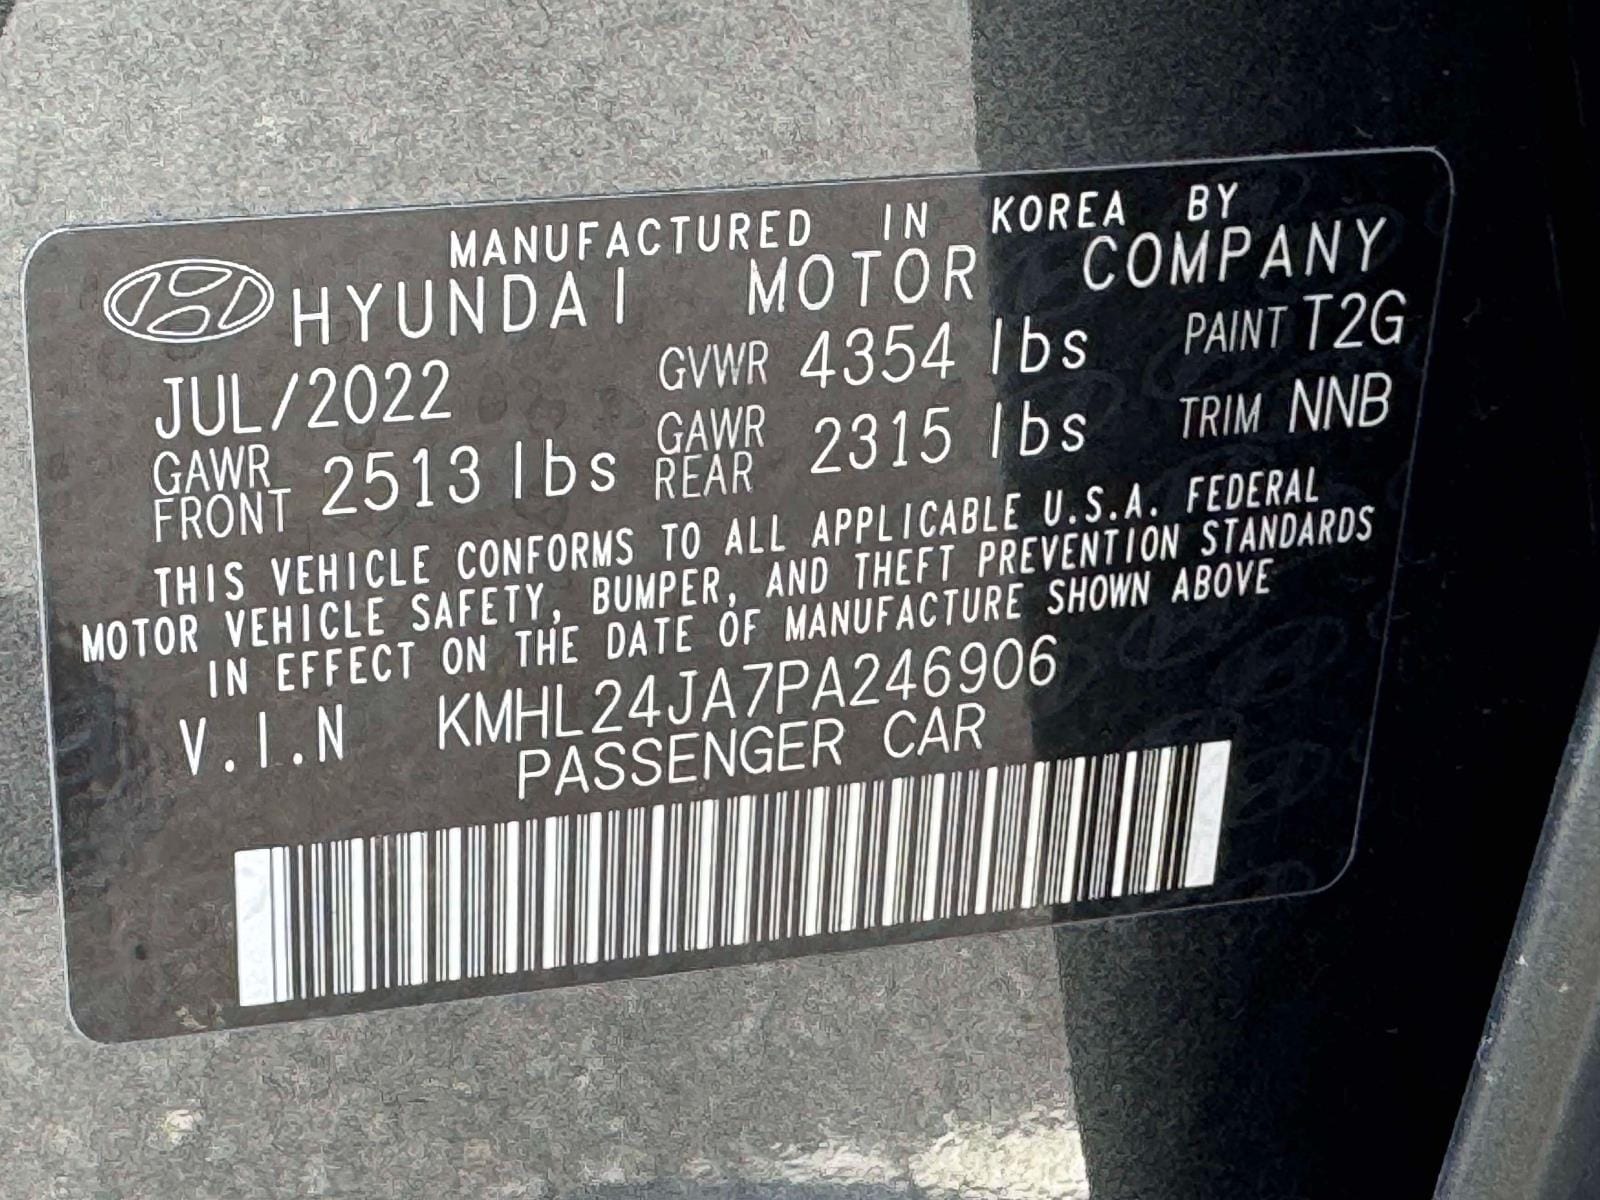 MANUFACTURED IN KOREA BY
HYUNDAI MOTOR COMPANY
JUL/2022 GVWR 4354 lbs PAINT T2G
GAWR FRONT 2513 lbs GAWR REAR 2315 lbs TRIM NNB
THIS VEHICLE CONFORMS TO ALL APPLICABLE U.S.A. FEDERAL
MOTOR VEHICLE SAFETY, BUMPER, AND THEFT PREVENTION STANDARDS
IN EFFECT ON THE DATE OF MANUFACTURE SHOWN ABOVE
V.I.N KMHL24JA7PA246906
PASSENGER CAR